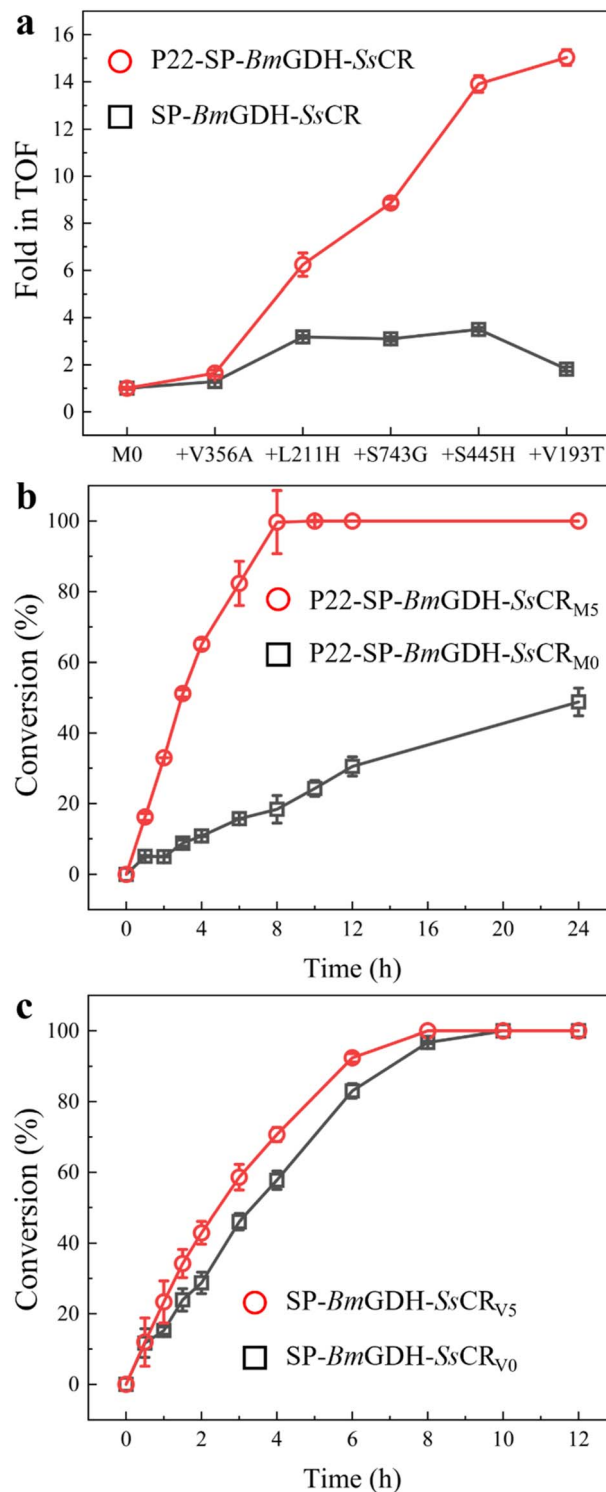 a
16
14
12
10
8
6
4
2
0
Fold in TOF
P22-SP-BmGDH-SsCR
SP-BmGDH-SsCR
M0 +V356A +L211H +S743G +S445H +V193T
b
100
80
60
40
20
0
Conversion (%)
P22-SP-BmGDH-SsCRM5
P22-SP-BmGDH-SsCRM0
0 4 8 12 16 20 24
Time (h)
c
100
80
60
40
20
0
Conversion (%)
SP-BmGDH-SsCRV5
SP-BmGDH-SsCRV0
0 2 4 6 8 10 12
Time (h)